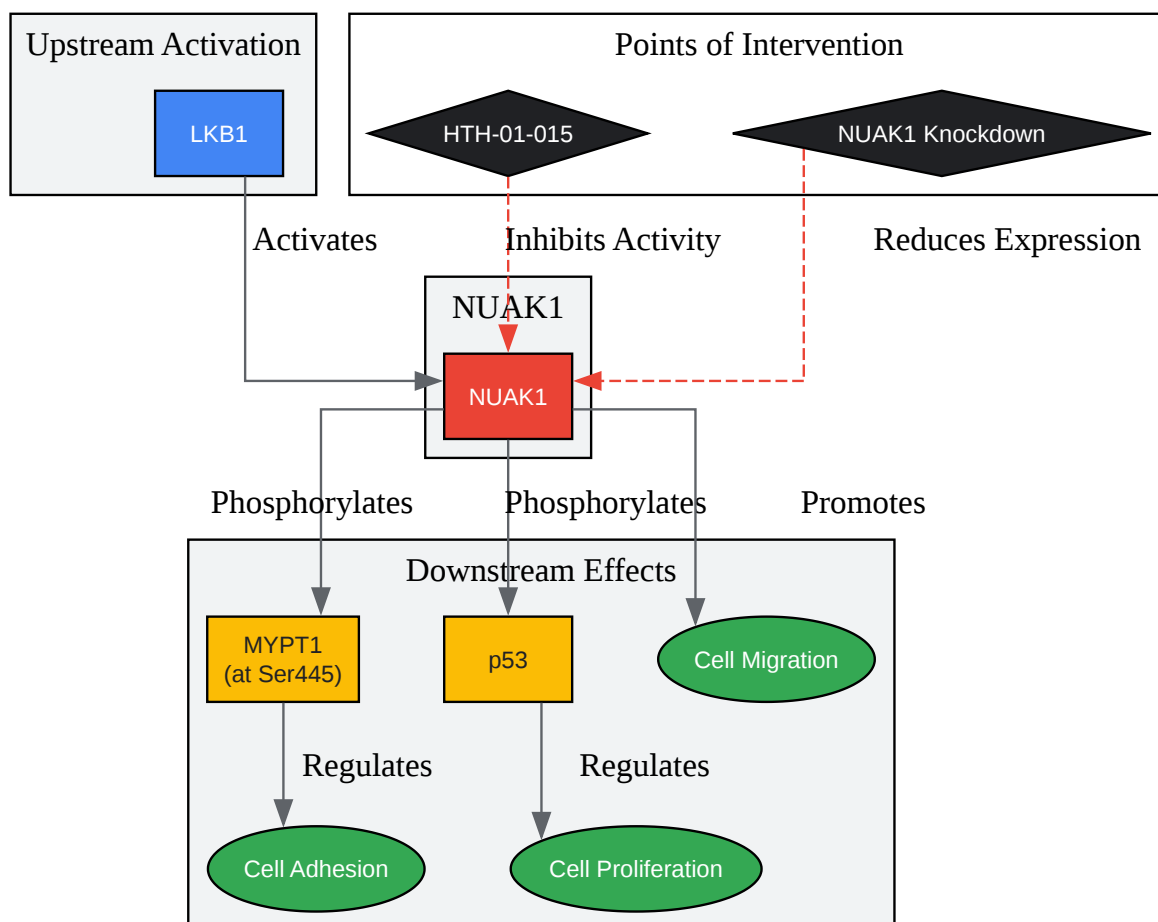 Upstream Activation
Points of Intervention
LKB1
HTH-01-015
NUAK1 Knockdown
Activates
Inhibits Activity
Reduces Expression
NUAK1
NUAK1
Phosphorylates
Phosphorylates
Promotes
Downstream Effects
MYPT1
(at Ser445)
p53
Cell Migration
Regulates
Regulates
Cell Adhesion
Cell Proliferation